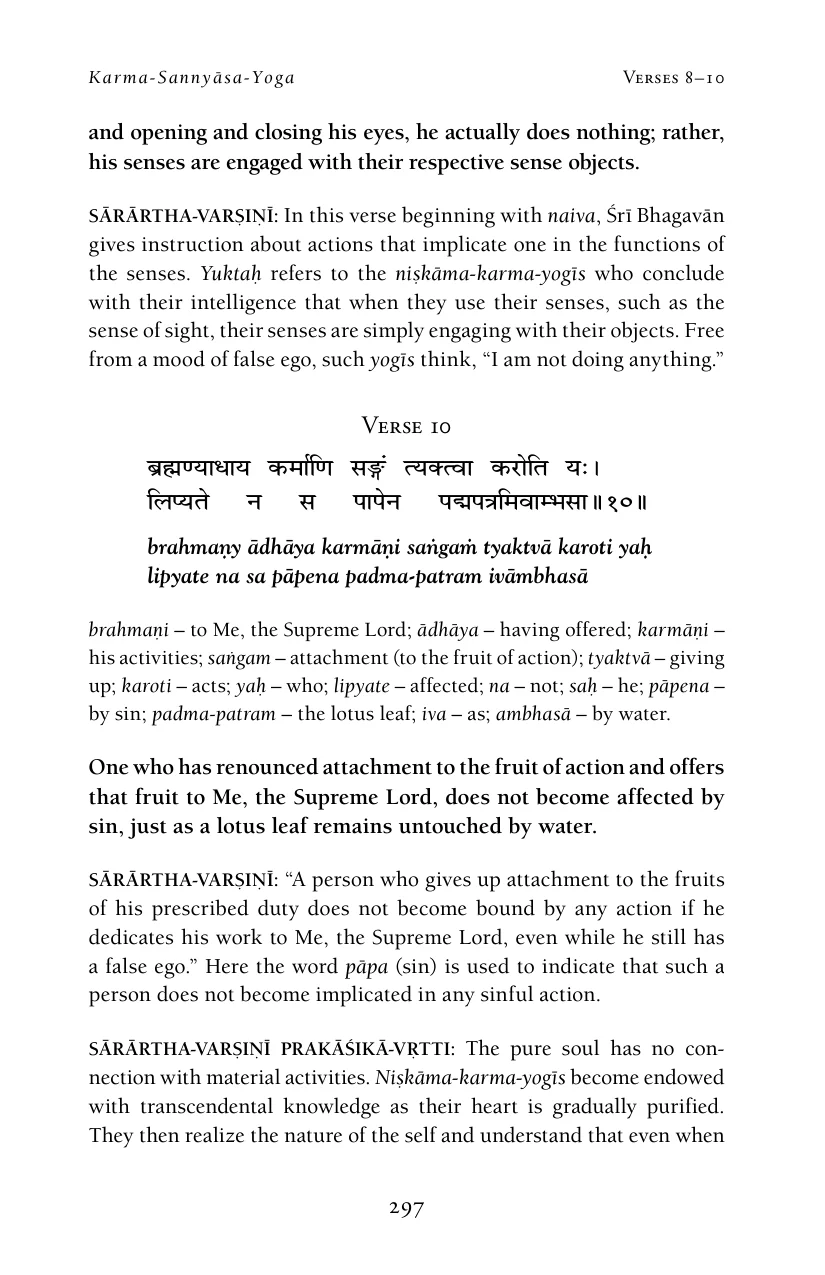 Karma-Sannyāsa-Yoga Verses 8–10
and opening and closing his eyes, he actually does nothing; rather,
his senses are engaged with their respective sense objects.
SĀRĀRTHA-VARṢIṆĪ: In this verse beginning with naiva, Śrī Bhagavān
gives instruction about actions that implicate one in the functions of
the senses. Yuktaḥ refers to the niṣkāma-karma-yogīs who conclude
with their intelligence that when they use their senses, such as the
sense of sight, their senses are simply engaging with their objects. Free
from a mood of false ego, such yogīs think, “I am not doing anything.”
Verse 10
ब्रह्मण्याधाय कर्माणि सङ्गं त्यक्त्वा करोति यः।
लिप्यते न स पापेन पद्मपत्रमिवाम्भसा॥१०॥
brahmaṇy ādhāya karmāṇi saṅgaṁ tyaktvā karoti yaḥ
lipyate na sa pāpena padma-patram ivāmbhasā
brahmaṇi – to Me, the Supreme Lord; ādhāya – having offered; karmāṇi –
his activities; saṅgam – attachment (to the fruit of action); tyaktvā – giving
up; karoti – acts; yaḥ – who; lipyate – affected; na – not; saḥ – he; pāpena –
by sin; padma-patram – the lotus leaf; iva – as; ambhasā – by water.
One who has renounced attachment to the fruit of action and offers
that fruit to Me, the Supreme Lord, does not become affected by
sin, just as a lotus leaf remains untouched by water.
SĀRĀRTHA-VARṢIṆĪ: “A person who gives up attachment to the fruits
of his prescribed duty does not become bound by any action if he
dedicates his work to Me, the Supreme Lord, even while he still has
a false ego.” Here the word pāpa (sin) is used to indicate that such a
person does not become implicated in any sinful action.
SĀRĀRTHA-VARṢIṆĪ PRAKĀŚIKĀ-VṚTTI: The pure soul has no con-
nection with material activities. Niṣkāma-karma-yogīs become endowed
with transcendental knowledge as their heart is gradually purified.
They then realize the nature of the self and understand that even when
297